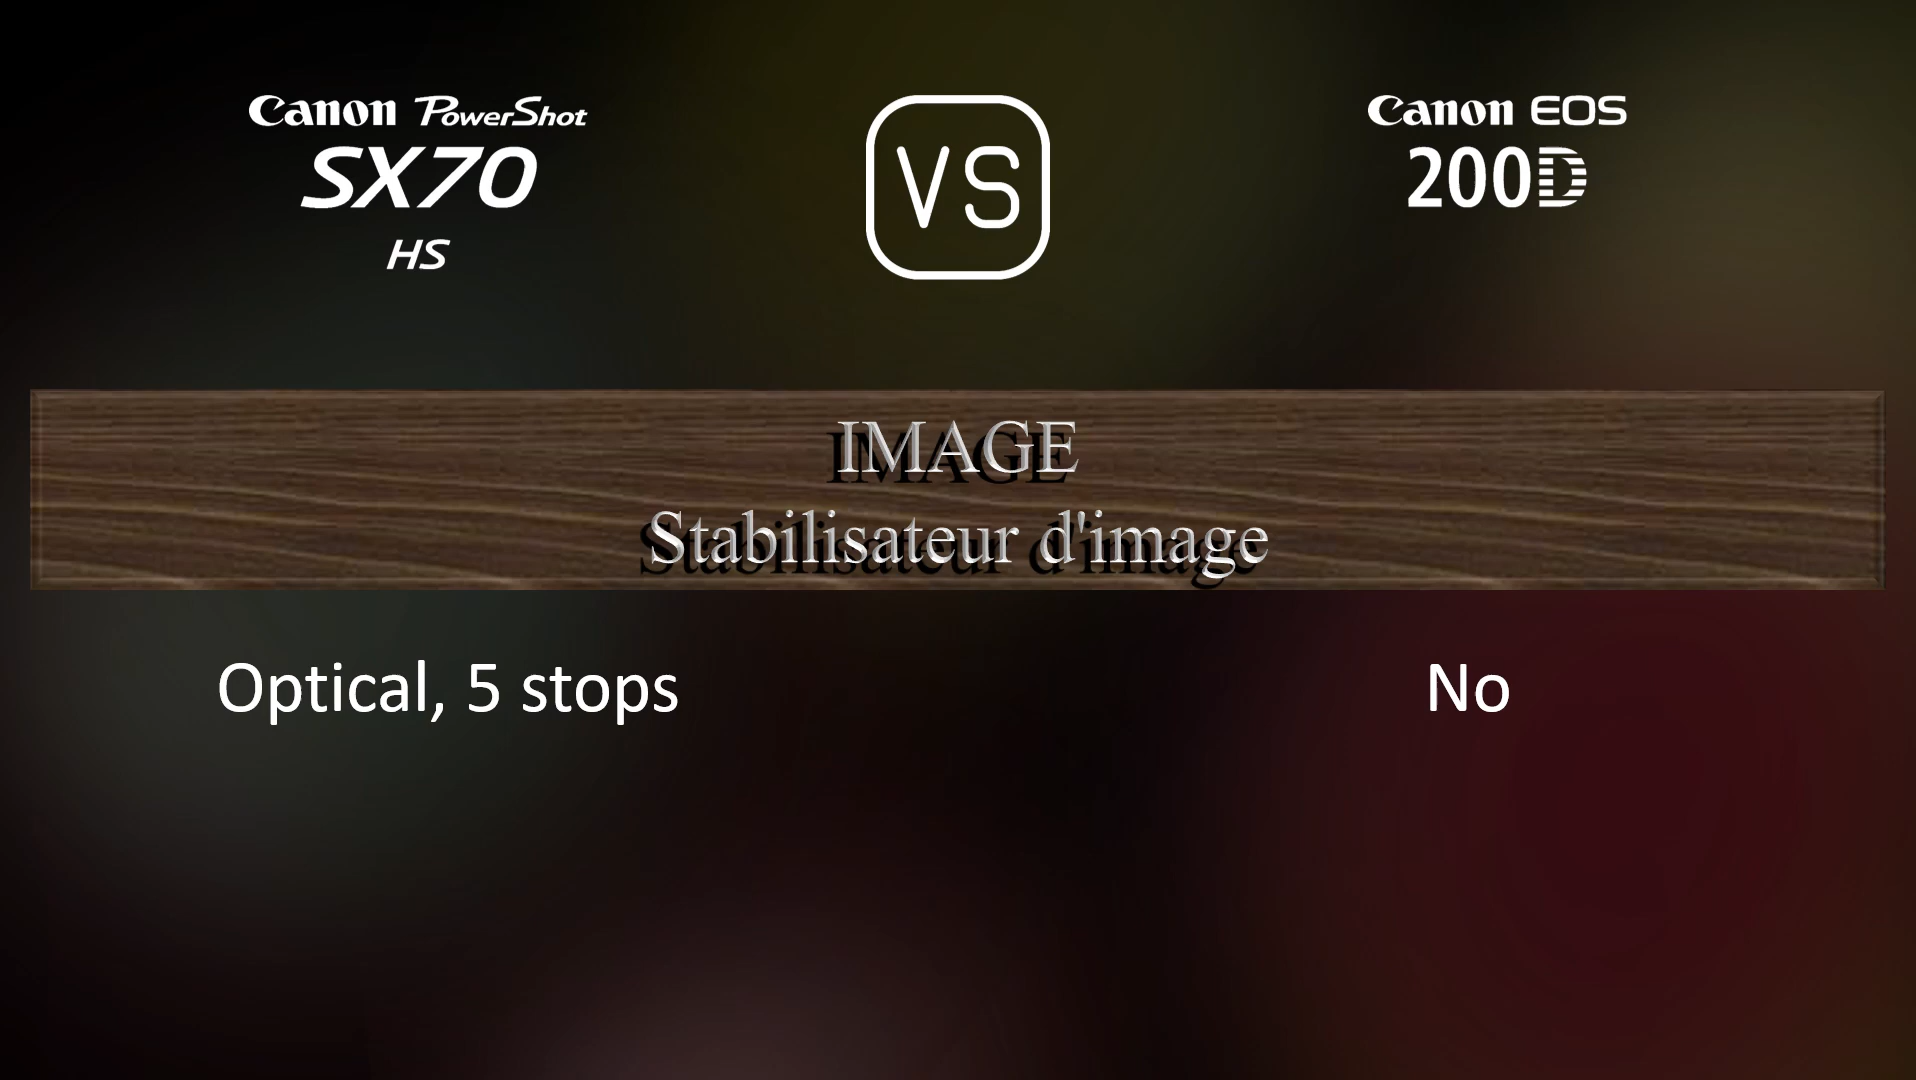 Canon PowerShot
SX70
HS
VS
Canon EOS
200D
IMAGE
Stabilisateur d'image
Optical, 5 stops
No